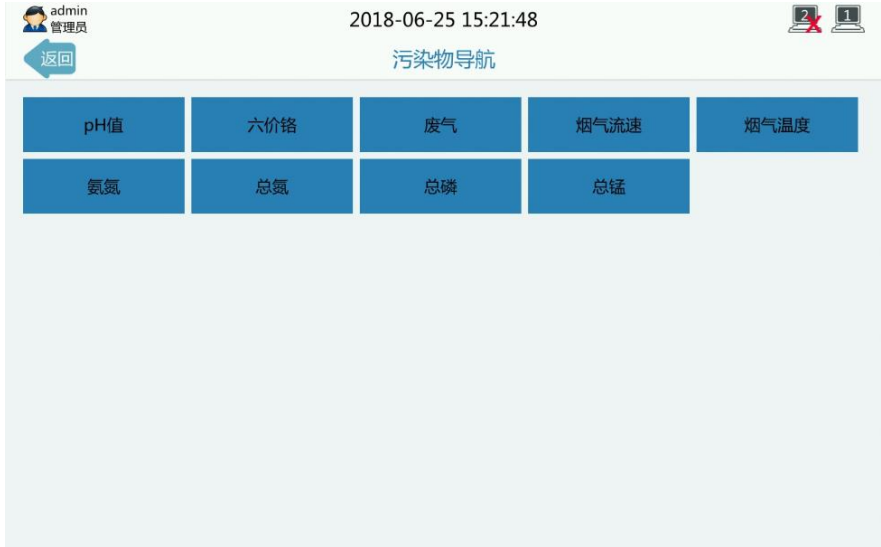 admin
管理员
2018-06-25 15:21:48
2
1
返回
污染物导航
pH值
六价铬
废气
烟气流速
烟气温度
氨氮
总氮
总磷
总锰